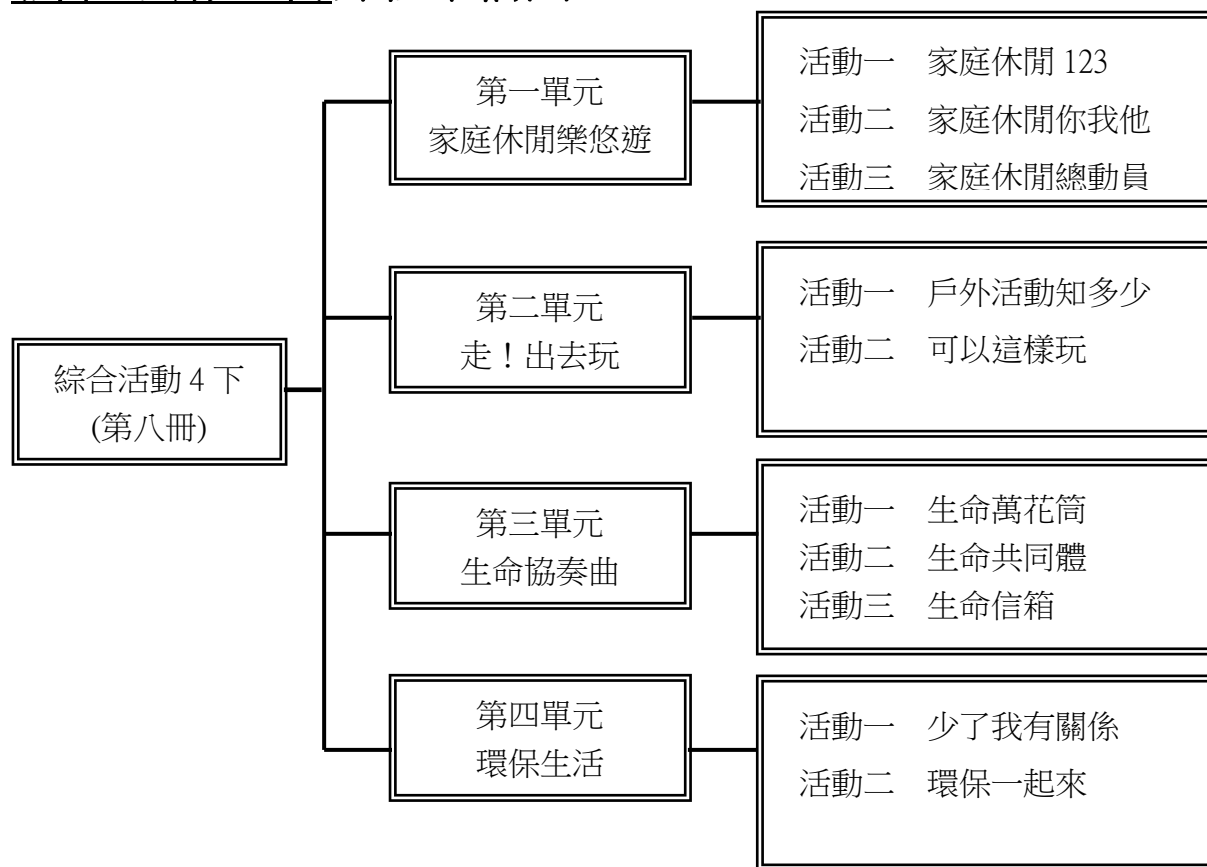 第一單元
家庭休閒樂悠遊
活動一 家庭休閒 123
活動二 家庭休閒你我他
活動三 家庭休閒總動員
第二單元
走！出去玩
活動一 戶外活動知多少
活動二 可以這樣玩
綜合活動 4 下
(第八冊)
第三單元
生命協奏曲
活動一 生命萬花筒
活動二 生命共同體
活動三 生命信箱
第四單元
環保生活
活動一 少了我有關係
活動二 環保一起來